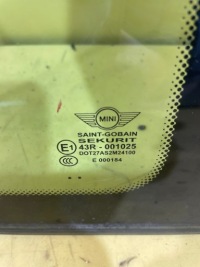 MINI
SAINT-GOBAIN
SEKURIT
E1 43R - 001025
CCC DOT27AS2M24100
E 000184